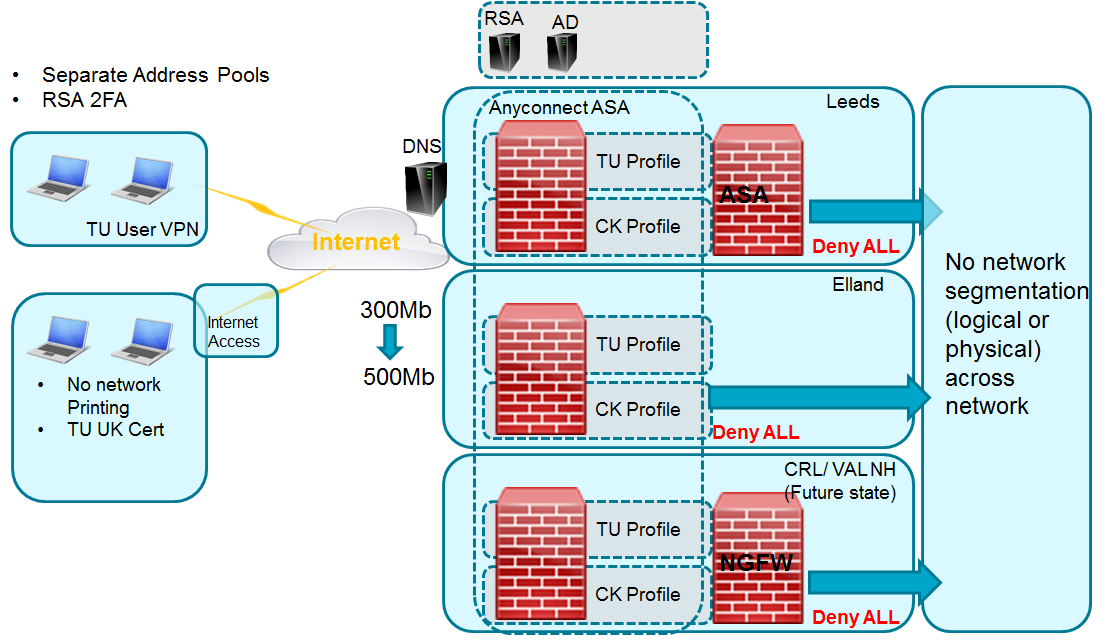 RSA AD
• Separate Address Pools
• RSA 2FA
TU User VPN
Internet
DNS
Internet
Access
• No network
Printing
• TU UK Cert
300Mb
500Mb
Anyconnect ASA
Leeds
TU Profile
CK Profile
ASA
Deny ALL
Elland
TU Profile
CK Profile
Deny ALL
CRL/ VAL NH
(Future state)
TU Profile
CK Profile
NGFW
Deny ALL
No network
segmentation
(logical or
physical)
across
network